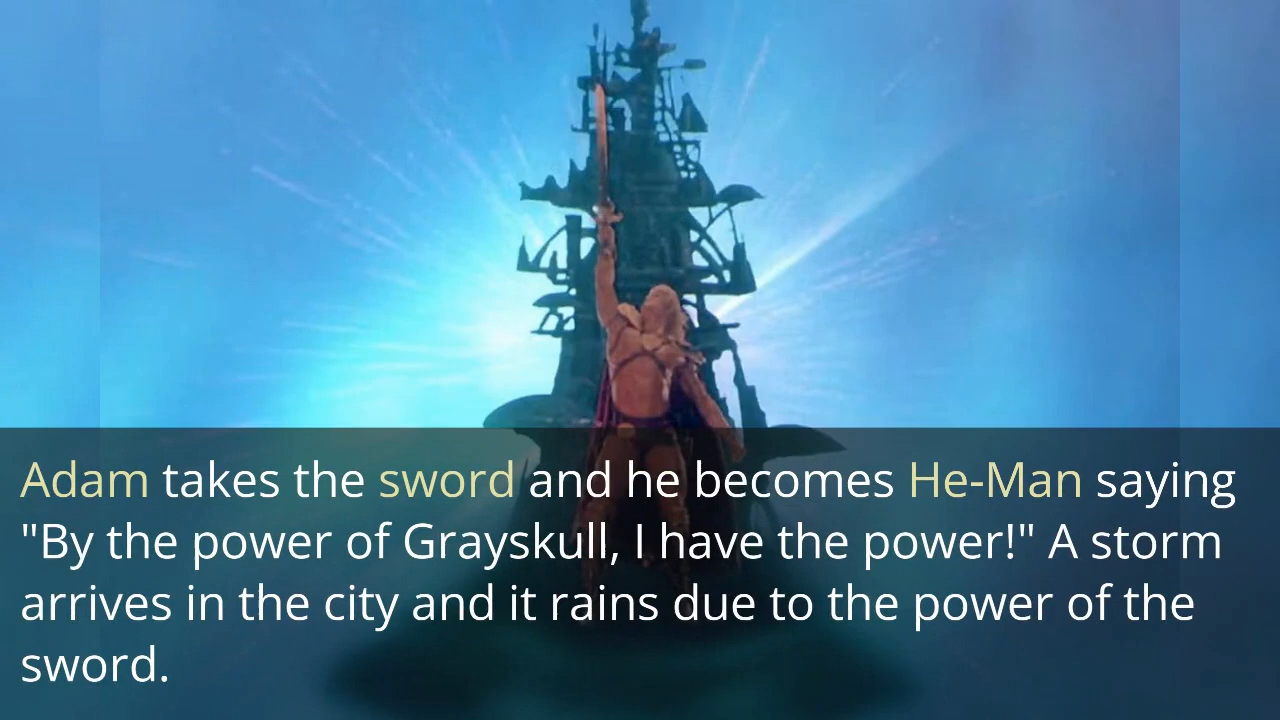 Adam takes the sword and he becomes He-Man saying
"By the power of Grayskull, I have the power!" A storm
arrives in the city and it rains due to the power of the
sword.